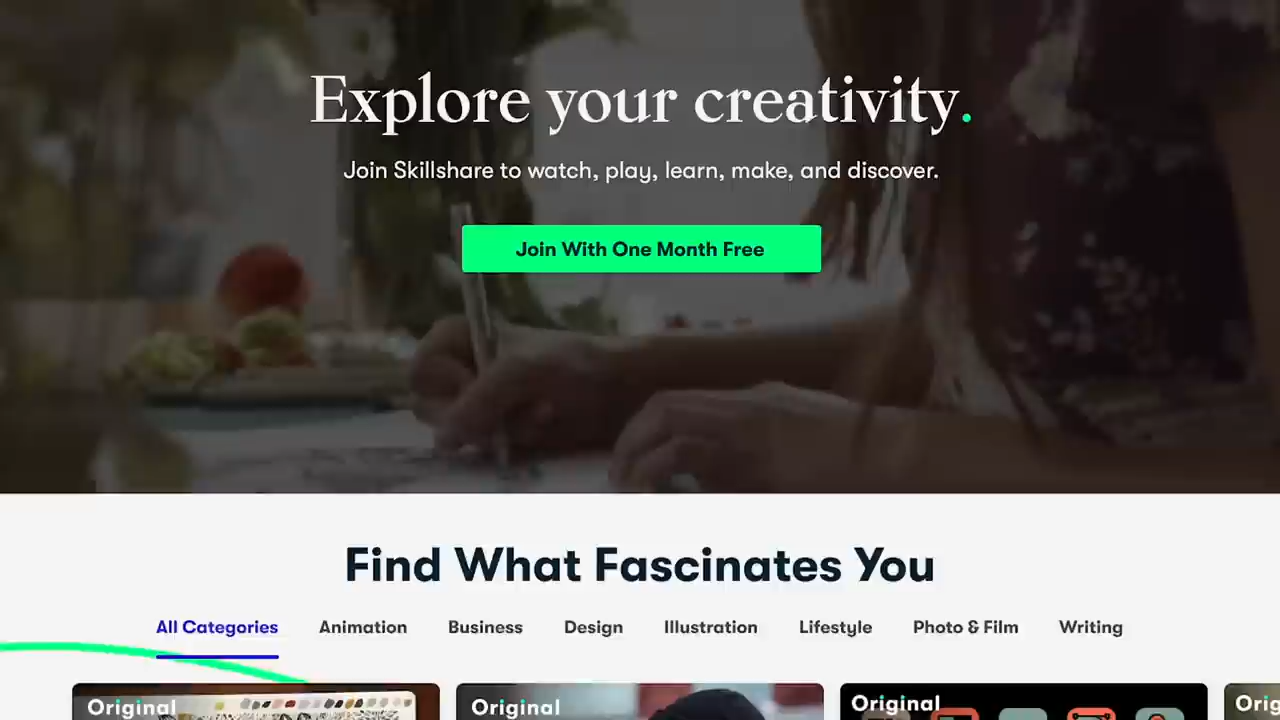 Explore your creativity.
Join Skillshare to watch, play, learn, make, and discover.
Join With One Month Free
Find What Fascinates You
All Categories Animation Business Design Illustration Lifestyle Photo & Film Writing
Original Original Original